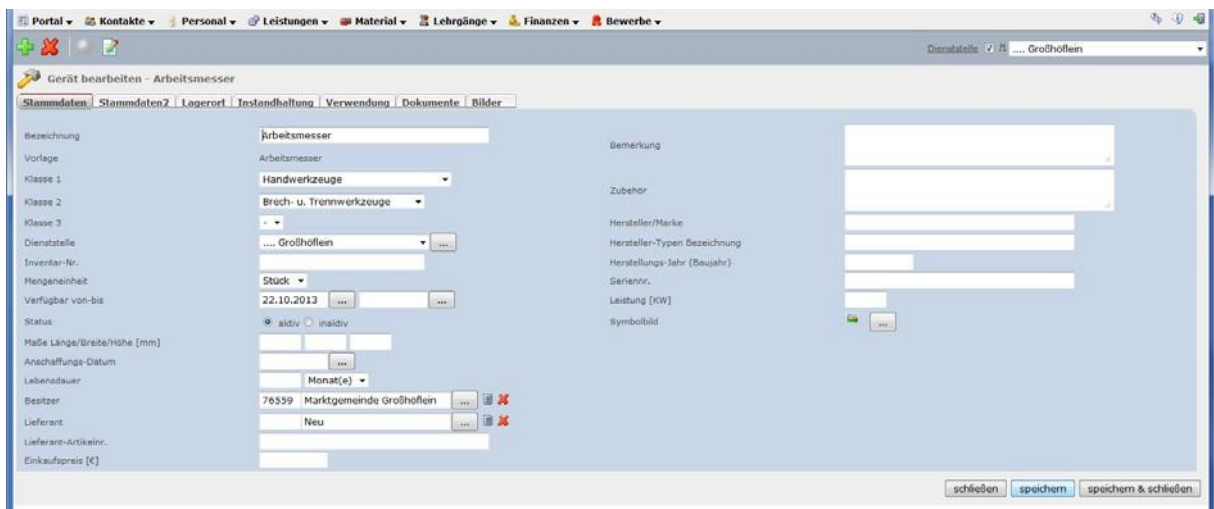 Portal Kontakte Personal Leistungen Material Lehrgänge Finanzen Bewerbe
Dienststelle .... Großhöflein
Gerät bearbeiten - Arbeitsmesser
Stammdaten Stammdaten2 Lagerort Instandhaltung Verwendung Dokumente Bilder
Bezeichnung Arbeitsmesser
Vorlage Arbeitsmesser
Klasse 1 Handwerkzeuge
Klasse 2 Brech- u. Trennwerkzeuge
Klasse 3 -
Dienststelle .... Großhöflein ...
Inventar-Nr.
Mengeneinheit Stück
Verfügbar von-bis 22.10.2013 ... ...
Status aktiv inaktiv
Maße Länge/Breite/Höhe [mm]
Anschaffungs-Datum ...
Lebensdauer Monat(e)
Besitzer 76559 Marktgemeinde Großhöflein ...
Lieferant Neu ...
Lieferant-Artikelnr.
Einkaufspreis [€]
Bemerkung
Zubehör
Hersteller/Marke
Hersteller-Typen Bezeichnung
Herstellungs-Jahr (Baujahr)
Seriennr.
Leistung [KW]
Symbolbild ...
schließen speichern speichern & schließen